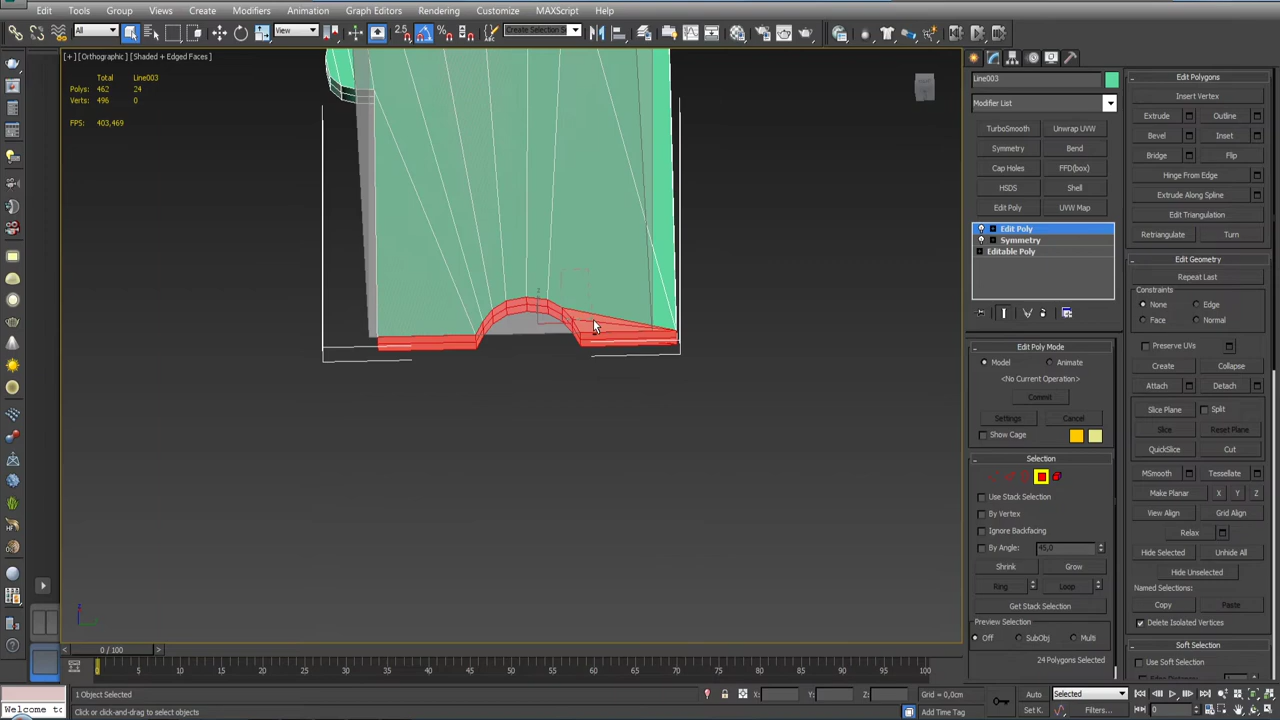 Edit Tools Group Views Create Modifiers Animation Graph Editors Rendering Customize MAXScript Help
All View 2.5 Create Selection Se
[+] [Orthographic] [Shaded + Edged Faces]
Total Line003
Polys: 462 24
Verts: 496 0
FPS: 403,469
Line003
Modifier List
TurboSmooth Unwrap UVW
Symmetry Bend
Cap Holes FFD(box)
HSDS Shell
Edit Poly UVW Map
Edit Poly
Symmetry
Editable Poly
Edit Poly Mode
Model Animate
<No Current Operation>
Commit
Settings Cancel
Show Cage
Selection
Use Stack Selection
By Vertex
Ignore Backfacing
By Angle: 45,0
Shrink Grow
Ring Loop
Get Stack Selection
Preview Selection
Off SubObj Multi
24 Polygons Selected
Edit Polygons
Insert Vertex
Extrude Outline
Bevel Inset
Bridge Flip
Hinge From Edge
Extrude Along Spline
Edit Triangulation
Retriangulate Turn
Edit Geometry
Repeat Last
Constraints
None Edge
Face Normal
Preserve UVs
Create Collapse
Attach Detach
Slice Plane Split
Slice Reset Plane
QuickSlice Cut
MSmooth Tessellate
Make Planar X Y Z
View Align Grid Align
Relax
Hide Selected Unhide All
Hide Unselected
Named Selections:
Copy Paste
Delete Isolated Vertices
Soft Selection
Use Soft Selection
0 / 100
0 5 10 15 20 25 30 35 40 45 50 55 60 65 70 75 80 85 90 95 100
1 Object Selected X: Y: Z: Grid = 0,0cm Auto Selected
Welcome to Click or click-and-drag to select objects Add Time Tag Set K. Filters... 0